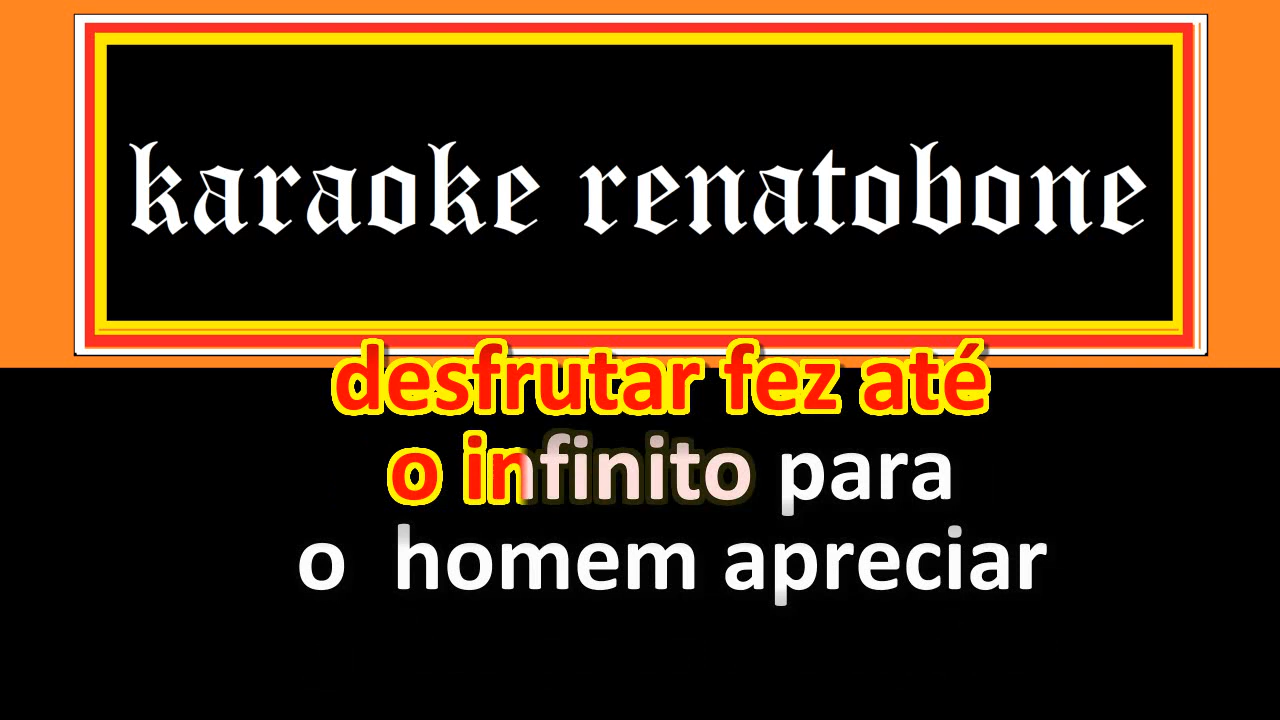 karaoke renatobone
desfrutar fez até
o infinito para
o homem apreciar